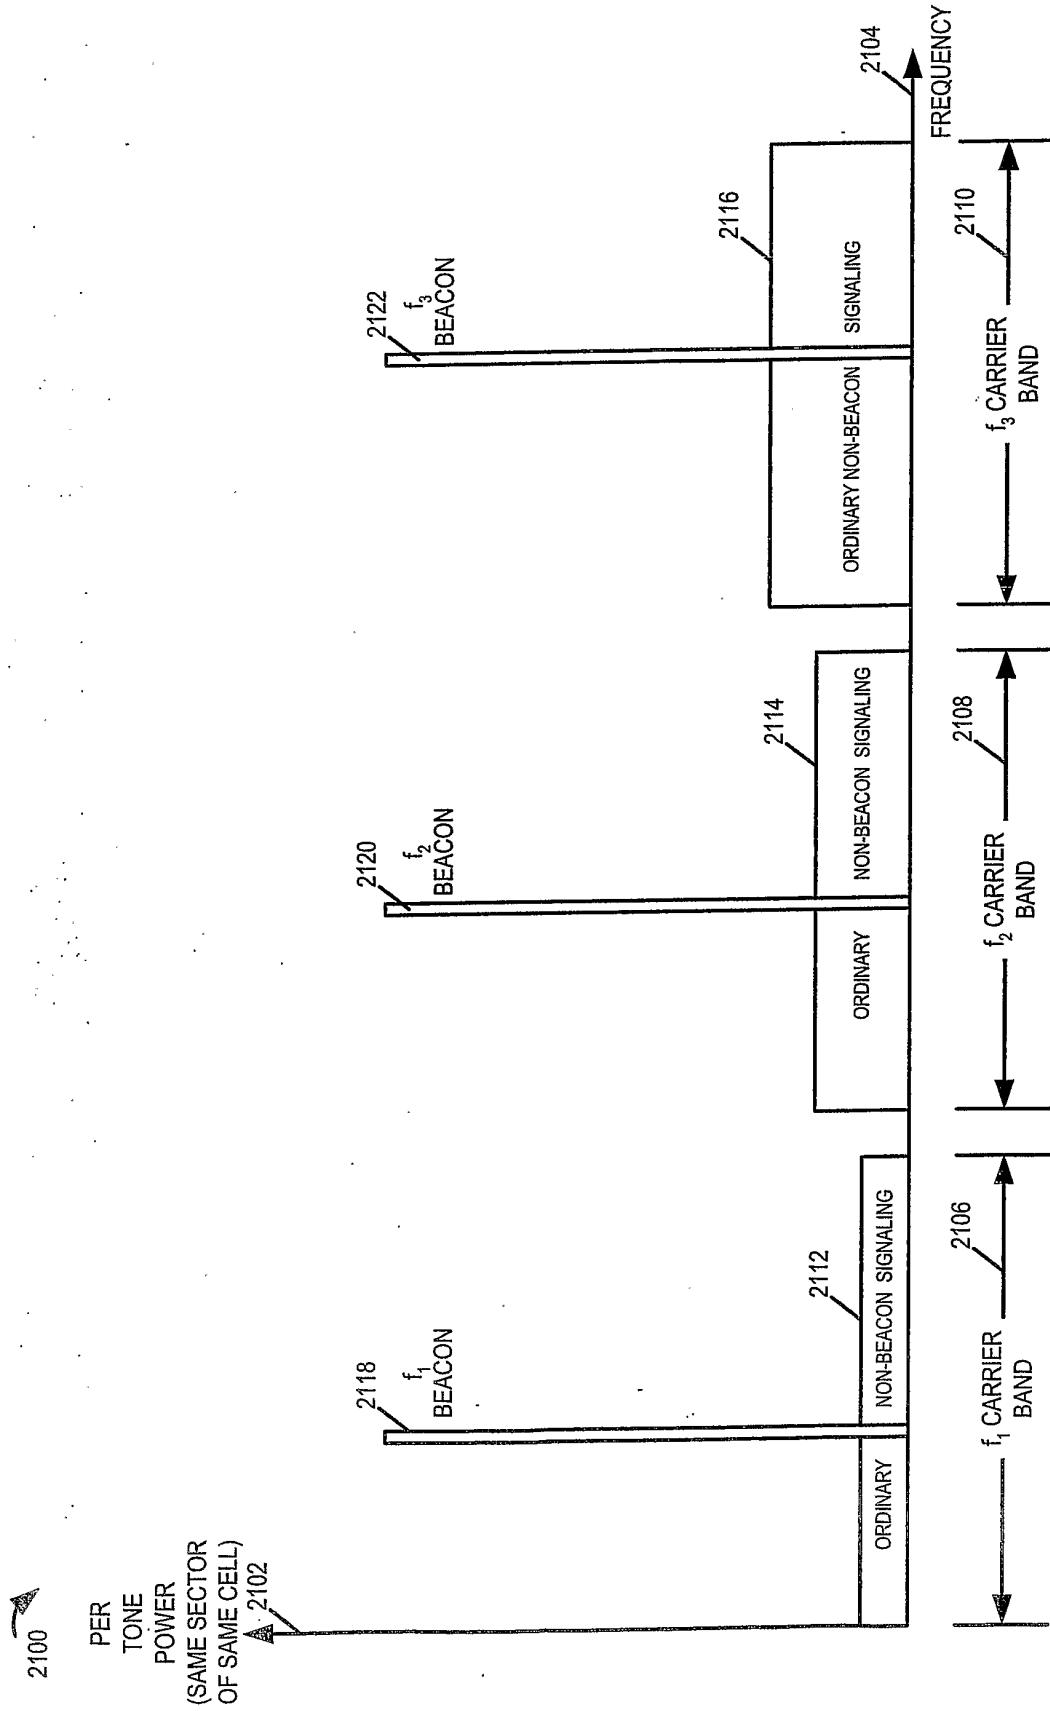 2100
PER
TONE
POWER
(SAME SECTOR
OF SAME CELL)
2102
2118
f1
BEACON
2120
f2
BEACON
2122
f3
BEACON
2112
ORDINARY
NON-BEACON SIGNALING
2114
ORDINARY
NON-BEACON SIGNALING
2116
ORDINARY NON-BEACON
SIGNALING
2104
FREQUENCY
2106
f1 CARRIER
BAND
2108
f2 CARRIER
BAND
2110
f3 CARRIER
BAND